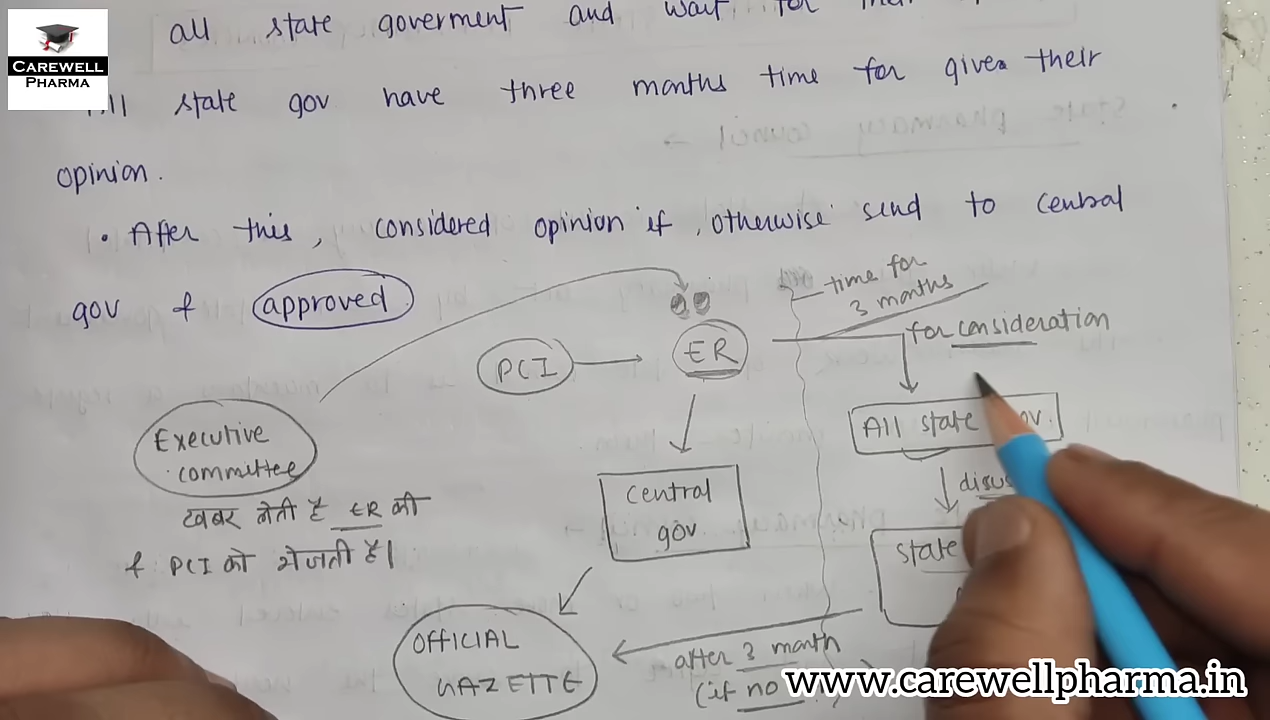 CAREWELL
PHARMA
all state goverment and wait for
All state gov have three months time for given their
opinion.
• After this, considered opinion if, otherwise send to central
gov & approved
time for
3 months
for consideration
PCI
ER
All state gov.
Executive
committee
खबर लेती है ER की
& PCI को भेजती है।
central
gov
state
OFFICIAL
GAZETTE
after 3 month
(if no
www.carewellpharma.in